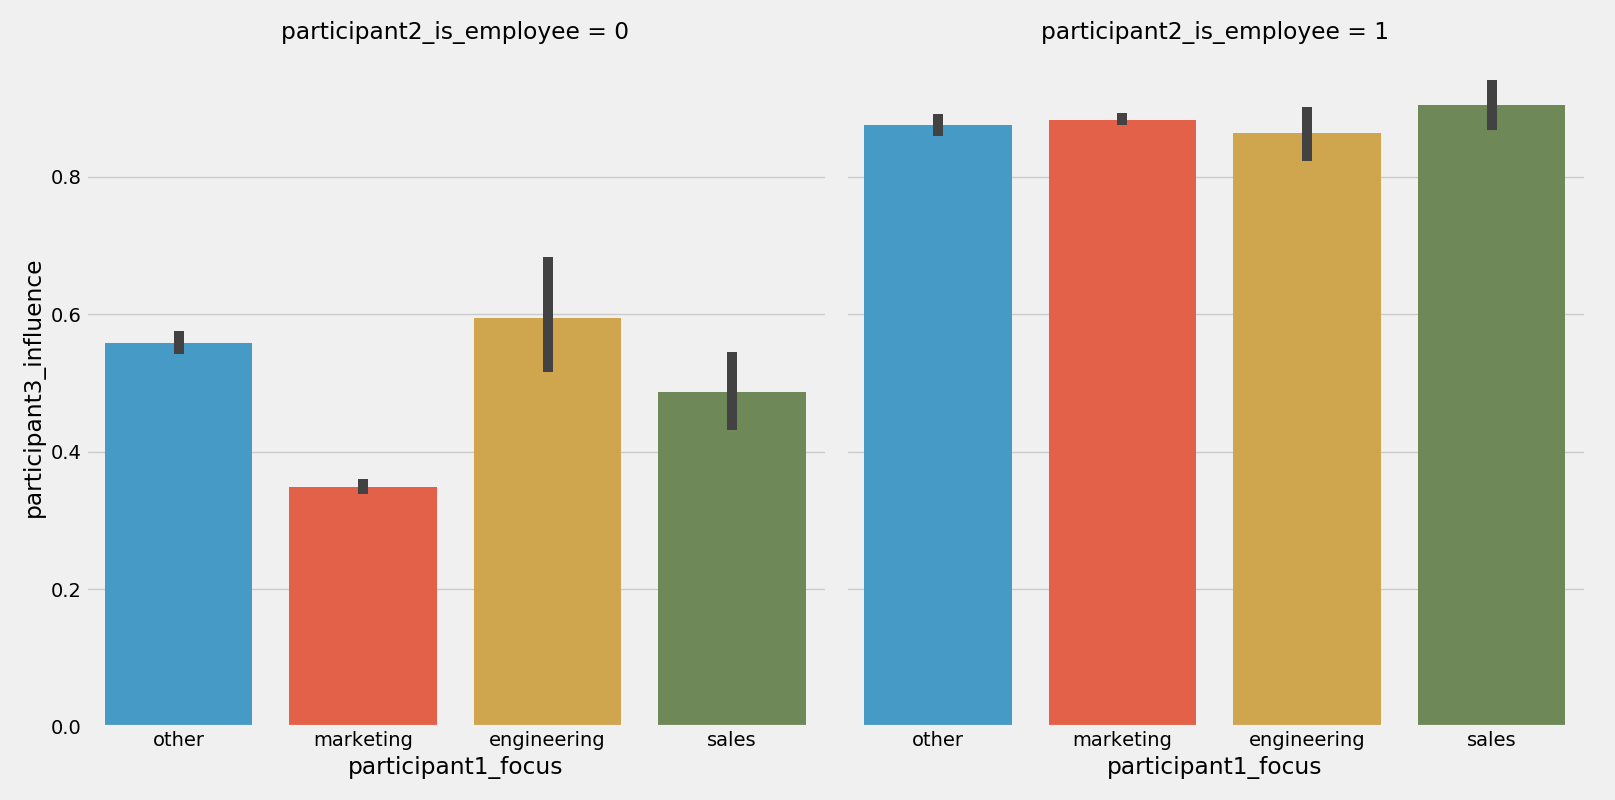 participant2_is_employee = 0
participant2_is_employee = 1
participant3_influence
0.8
0.6
0.4
0.2
0.0
other marketing engineering sales
other marketing engineering sales
participant1_focus
participant1_focus